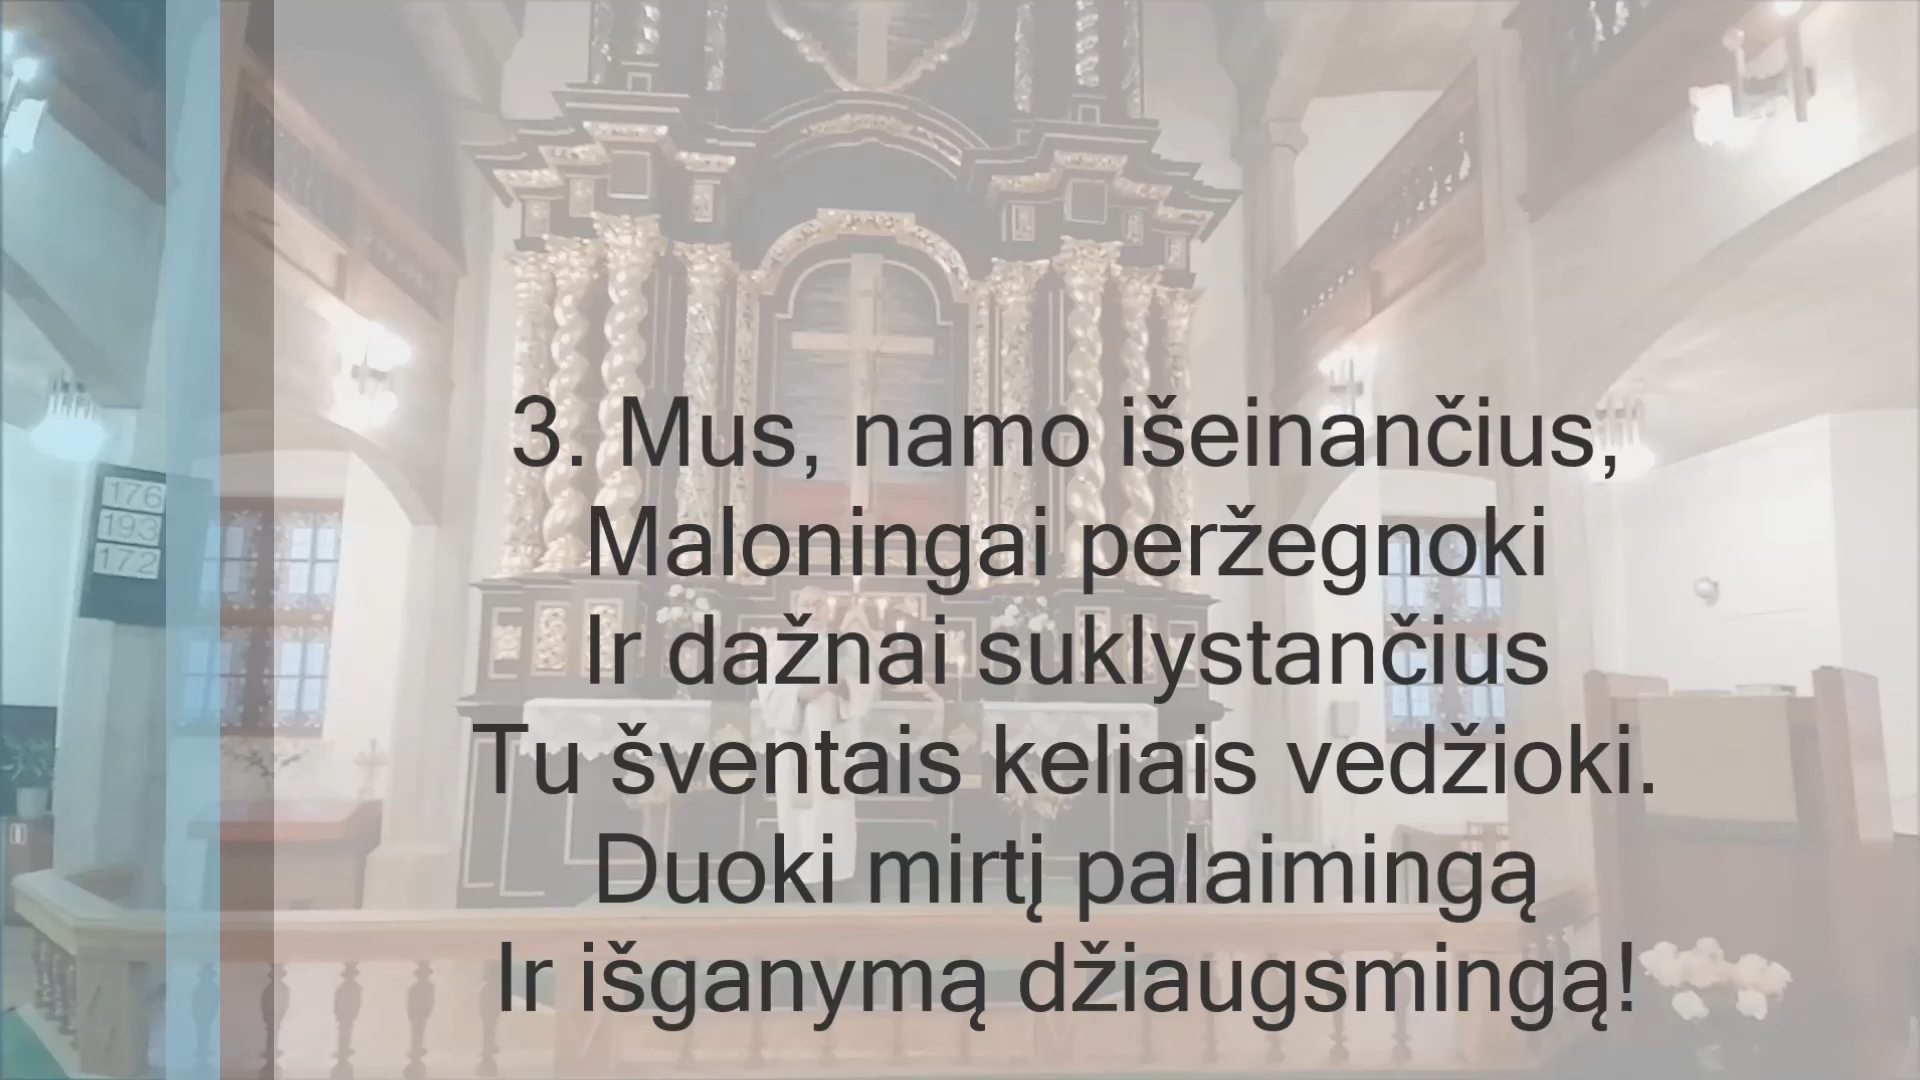 176
193
172
3. Mus, namo išeinančius,
Maloningai peržegnoki
Ir dažnai suklystančius
Tu šventais keliais vedžioki.
Duoki mirtį palaimingą
Ir išganymą džiaugsmingą!